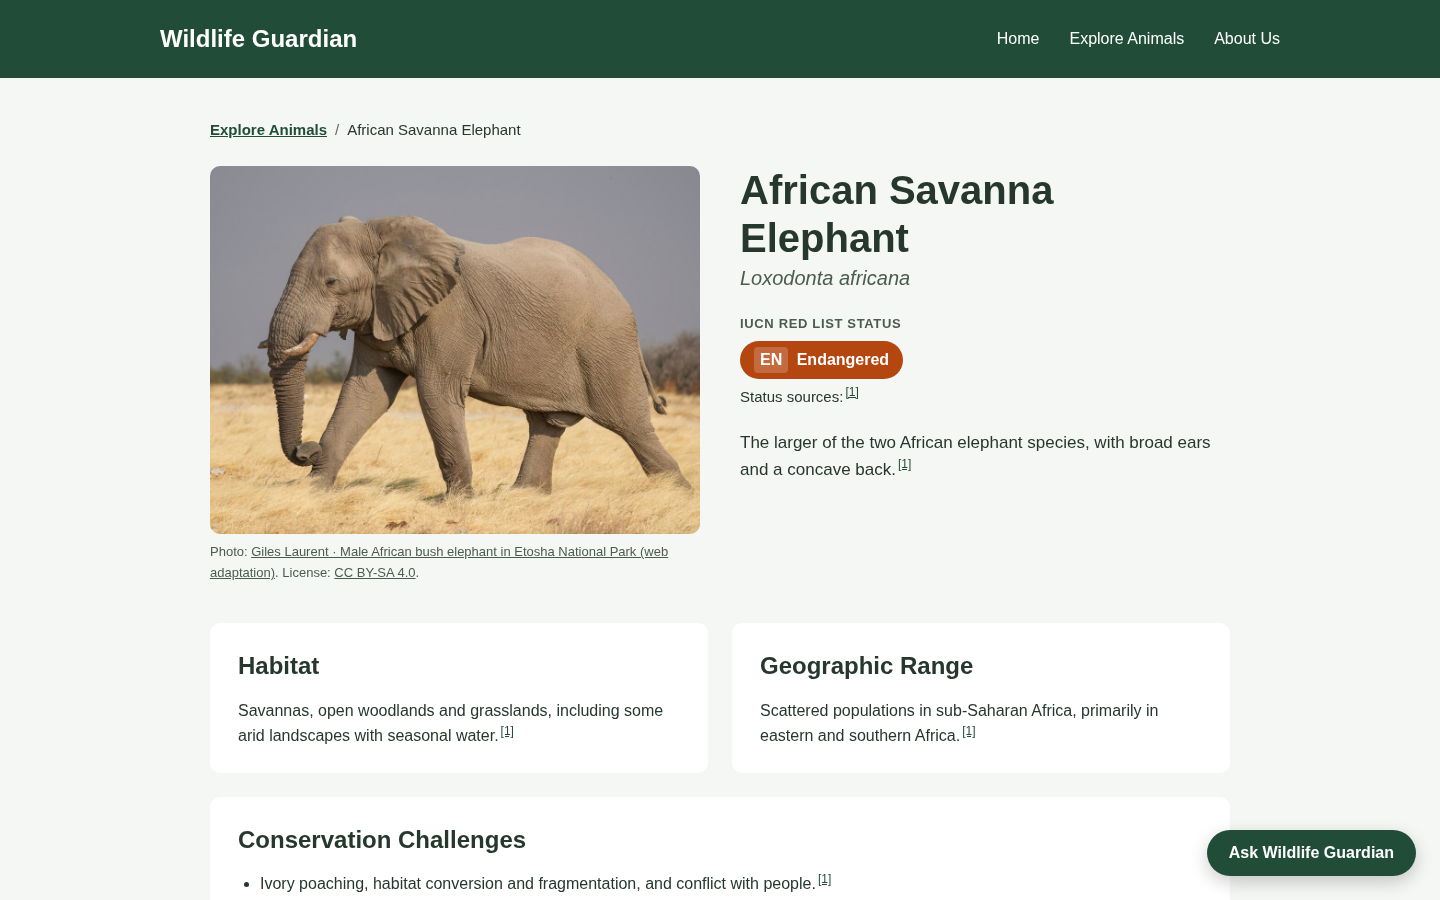 Wildlife Guardian
Home
Explore Animals
About Us
Explore Animals / African Savanna Elephant
African Savanna
Elephant
Loxodonta africana
IUCN RED LIST STATUS
EN Endangered
Status sources: [1]
The larger of the two African elephant species, with broad ears
and a concave back. [1]
Photo: Giles Laurent · Male African bush elephant in Etosha National Park (web
adaptation). License: CC BY-SA 4.0.
Habitat
Savannas, open woodlands and grasslands, including some
arid landscapes with seasonal water. [1]
Geographic Range
Scattered populations in sub-Saharan Africa, primarily in
eastern and southern Africa. [1]
Conservation Challenges
• Ivory poaching, habitat conversion and fragmentation, and conflict with people. [1]
Ask Wildlife Guardian